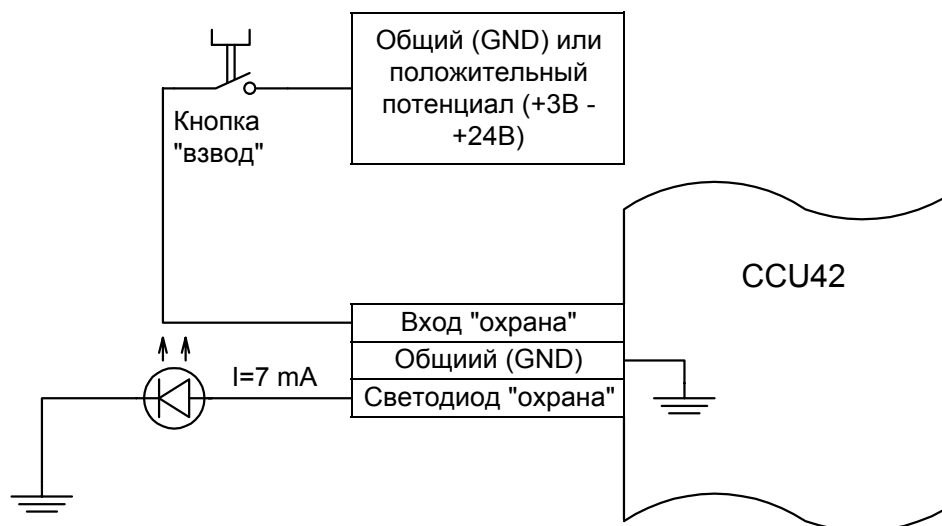 Общий (GND) или
положительный
потенциал (+3В -
+24В)
Кнопка
"взвод"
CCU42
Вход "охрана"
Общиий (GND)
I=7 mA
Светодиод "охрана"